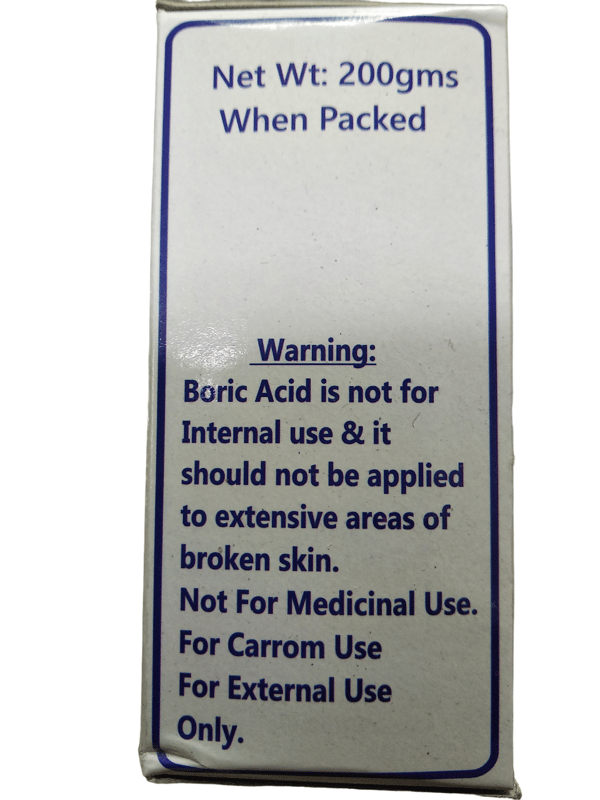 Net Wt: 200gms
When Packed
Warning:
Boric Acid is not for
Internal use & it
should not be applied
to extensive areas of
broken skin.
Not For Medicinal Use.
For Carrom Use
For External Use
Only.